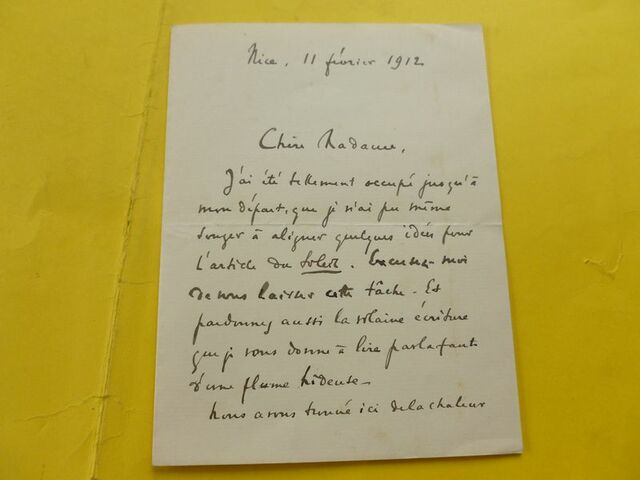 Nice, 11 février 1912
Chère Madame,
J'ai été tellement occupé jusqu'à
mon départ, que je n'ai pu même
songer à aligner quelques idées pour
l'article du Soleil. Excusez-moi
de vous laisser cette tâche. Et
pardonnez aussi la vilaine écriture
que je vous donne à lire par la faute
d'une plume hideuse -
Nous avons trouvé ici de la chaleur